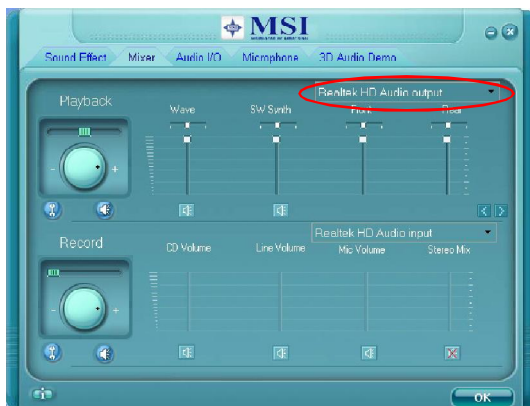 MSI
Sound Effect Mixer Audio I/O Microphone 3D Audio Demo
Realtek HD Audio output
Playback
Wave SW Synth Front Rear
- +
Realtek HD Audio input
Record
CD Volume Line Volume Mic Volume Stereo Mix
- +
i
OK